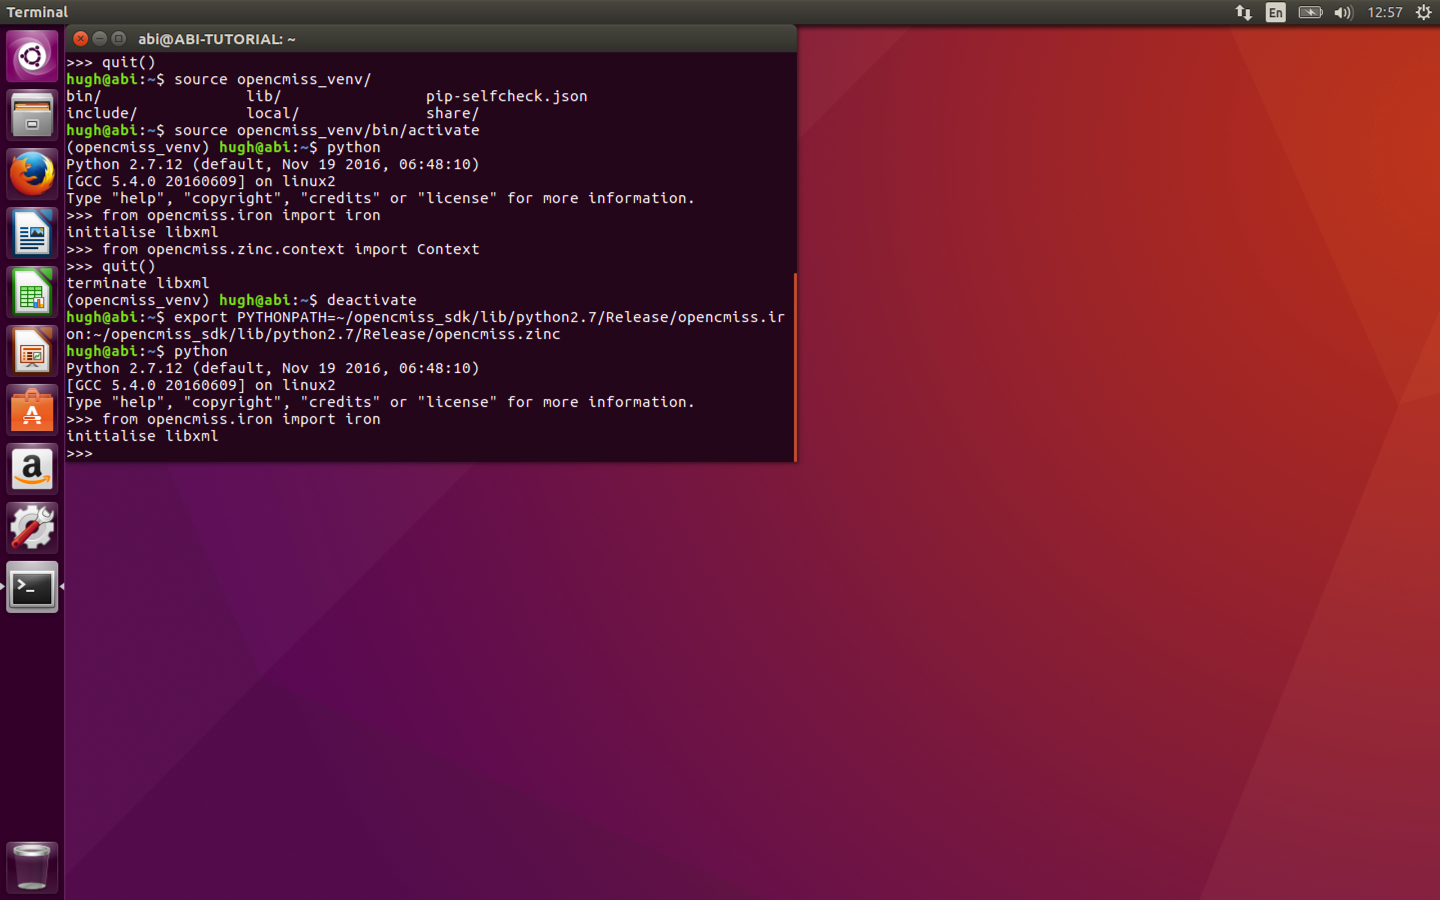 Terminal
En
12:57
abi@ABI-TUTORIAL: ~
>>> quit()
hugh@abi:~$ source opencmiss_venv/
bin/ lib/ pip-selfcheck.json
include/ local/ share/
hugh@abi:~$ source opencmiss_venv/bin/activate
(opencmiss_venv) hugh@abi:~$ python
Python 2.7.12 (default, Nov 19 2016, 06:48:10)
[GCC 5.4.0 20160609] on linux2
Type "help", "copyright", "credits" or "license" for more information.
>>> from opencmiss.iron import iron
initialise libxml
>>> from opencmiss.zinc.context import Context
>>> quit()
terminate libxml
(opencmiss_venv) hugh@abi:~$ deactivate
hugh@abi:~$ export PYTHONPATH=~/opencmiss_sdk/lib/python2.7/Release/opencmiss.ir
on:~/opencmiss_sdk/lib/python2.7/Release/opencmiss.zinc
hugh@abi:~$ python
Python 2.7.12 (default, Nov 19 2016, 06:48:10)
[GCC 5.4.0 20160609] on linux2
Type "help", "copyright", "credits" or "license" for more information.
>>> from opencmiss.iron import iron
initialise libxml
>>>